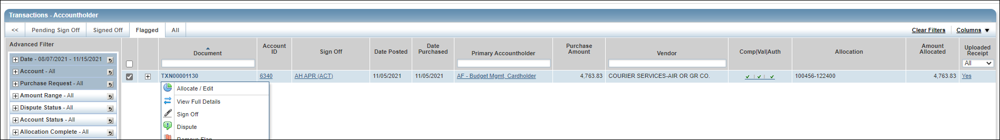 Transactions - Accountholder
<< Pending Sign Off Signed Off Flagged All Clear Filters Columns
Advanced Filter
Date - 08/07/2021 - 11/15/2021
Account - All
Purchase Request - All
Amount Range - All
Dispute Status - All
Account Status - All
Allocation Complete - All
Document Account ID Sign Off Date Posted Date Purchased Primary Accountholder Purchase Amount Vendor Comp|Val|Auth Allocation Amount Allocated Uploaded Receipt
All
TXN00001130 6340 AH APR (ACT) 11/05/2021 11/05/2021 AF - Budget Mgmt, Cardholder 4,763.83 COURIER SERVICES-AIR OR GR CO. | | 100456-122400 4,763.83 Yes
Allocate / Edit
View Full Details
Sign Off
Dispute
Remove Flag